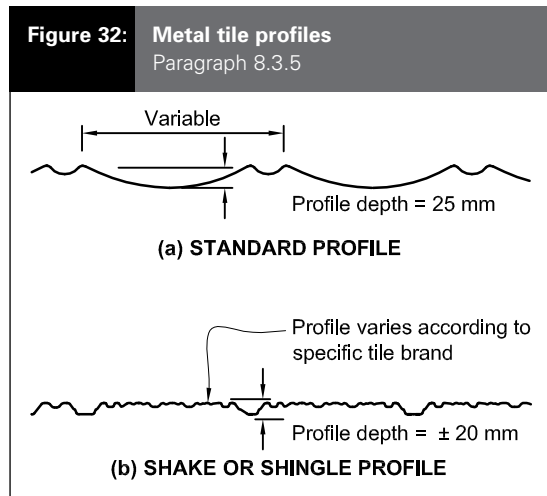 Figure 32: Metal tile profiles
Paragraph 8.3.5
Variable
Profile depth = 25 mm
(a) STANDARD PROFILE
Profile varies according to
specific tile brand
Profile depth = ± 20 mm
(b) SHAKE OR SHINGLE PROFILE